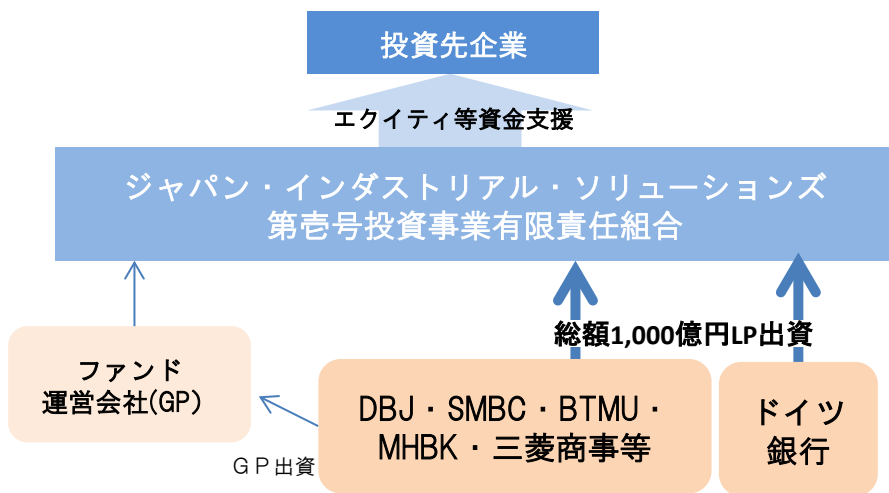 投資先企業
エクイティ等資金支援
ジャパン・インダストリアル・ソリューションズ
第壱号投資事業有限責任組合
総額1,000億円LP出資
ファンド
運営会社(GP)
DBJ・SMBC・BTMU・
MHBK・三菱商事等
ドイツ
銀行
ＧＰ出資